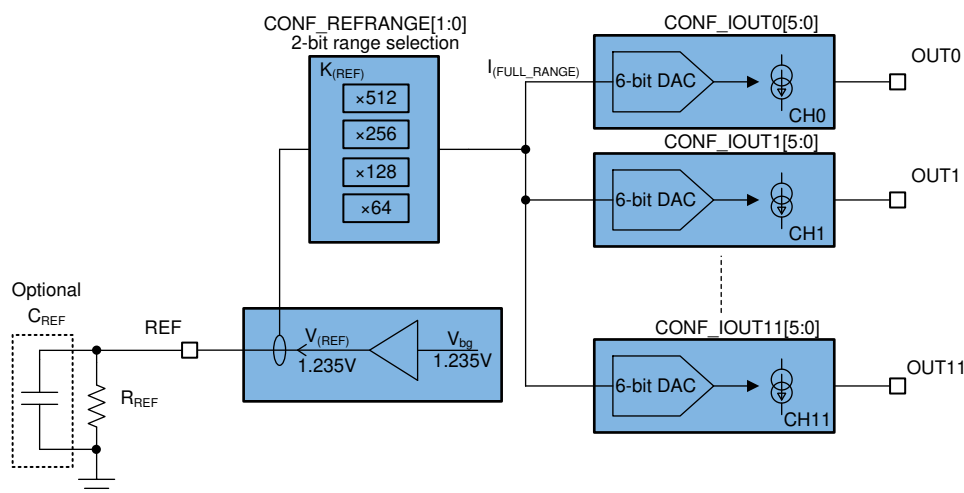 CONF_REFRANGE[1:0]
2-bit range selection
K(REF)
×512
×256
×128
×64
I(FULL_RANGE)
CONF_IOUT0[5:0]
6-bit DAC
CH0
OUT0
CONF_IOUT1[5:0]
6-bit DAC
CH1
OUT1
CONF_IOUT11[5:0]
6-bit DAC
CH11
OUT11
Optional
CREF
REF
RREF
V(REF)
1.235V
Vbg
1.235V